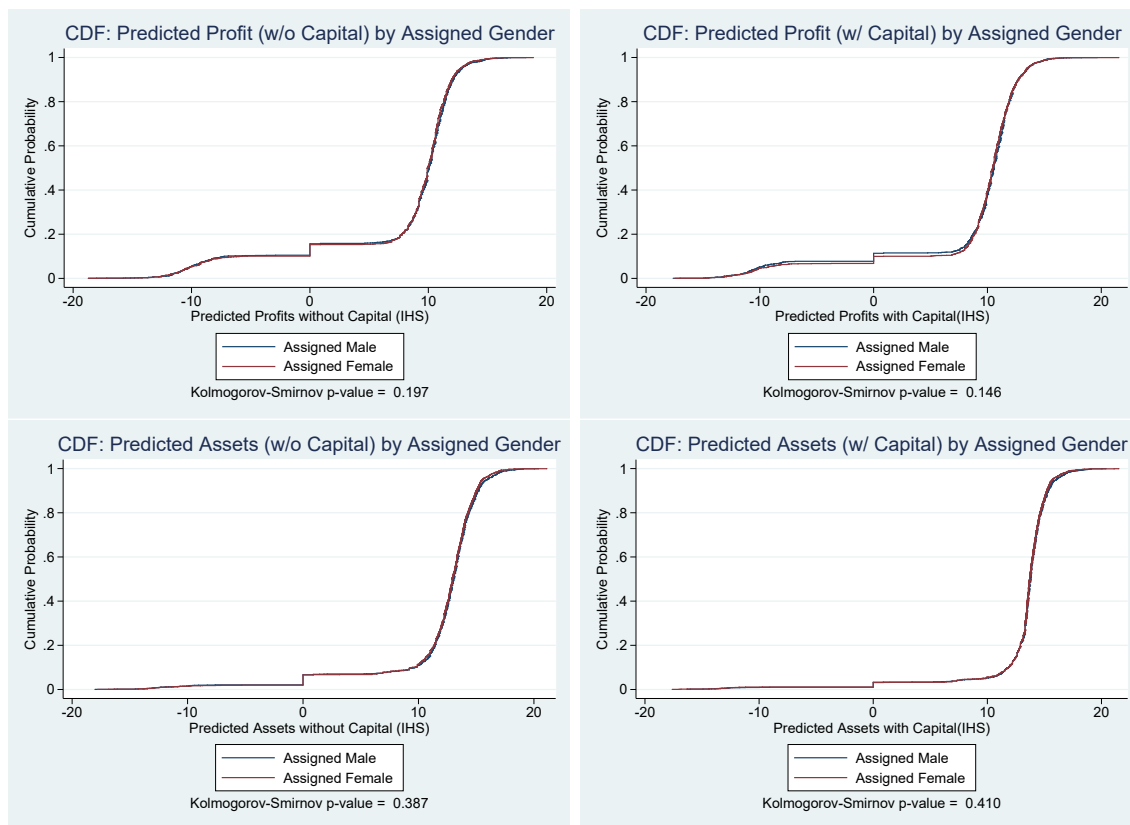 CDF: Predicted Profit (w/o Capital) by Assigned Gender
Cumulative Probability
1
.8
.6
.4
.2
0
-20 -10 0 10 20
Predicted Profits without Capital (IHS)
Assigned Male
Assigned Female
Kolmogorov-Smirnov p-value = 0.197
CDF: Predicted Profit (w/ Capital) by Assigned Gender
Cumulative Probability
1
.8
.6
.4
.2
0
-20 -10 0 10 20
Predicted Profits with Capital(IHS)
Assigned Male
Assigned Female
Kolmogorov-Smirnov p-value = 0.146
CDF: Predicted Assets (w/o Capital) by Assigned Gender
Cumulative Probability
1
.8
.6
.4
.2
0
-20 -10 0 10 20
Predicted Assets without Capital (IHS)
Assigned Male
Assigned Female
Kolmogorov-Smirnov p-value = 0.387
CDF: Predicted Assets (w/ Capital) by Assigned Gender
Cumulative Probability
1
.8
.6
.4
.2
0
-20 -10 0 10 20
Predicted Assets with Capital(IHS)
Assigned Male
Assigned Female
Kolmogorov-Smirnov p-value = 0.410